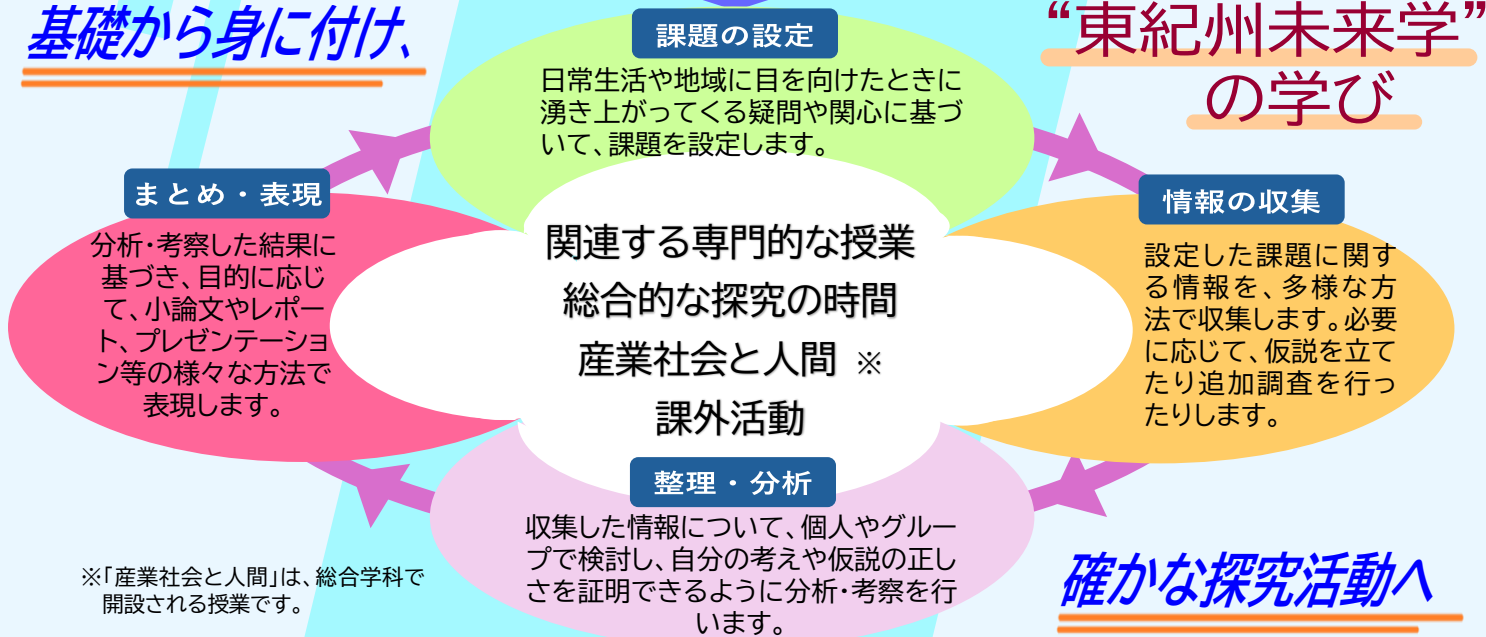 基礎から身に付け、
“東紀州未来学”
の学び
課題の設定
日常生活や地域に目を向けたときに
湧き上がってくる疑問や関心に基づ
いて、課題を設定します。
まとめ・表現
分析・考察した結果に
基づき、目的に応じ
て、小論文やレポー
ト、プレゼンテーショ
ン等の様々な方法で
表現します。
関連する専門的な授業
総合的な探究の時間
産業社会と人間 ※
課外活動
情報の収集
設定した課題に関す
る情報を、多様な方
法で収集します。必要
に応じて、仮説を立て
たり追加調査を行っ
たりします。
整理・分析
収集した情報について、個人やグルー
プで検討し、自分の考えや仮説の正し
さを証明できるように分析・考察を行
います。
※「産業社会と人間」は、総合学科で
開設される授業です。
確かな探究活動へ